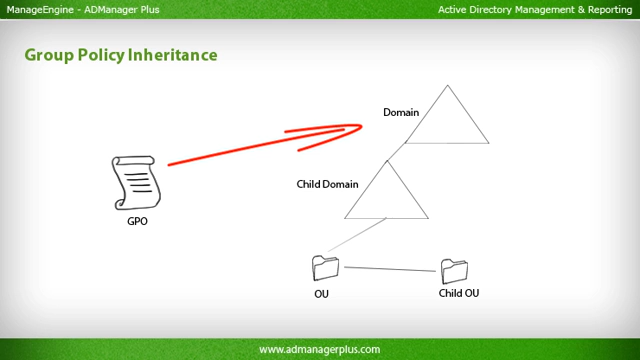 ManageEngine - ADManager Plus
Active Directory Management & Reporting
Group Policy Inheritance
Domain
Child Domain
GPO
OU
Child OU
www.admanagerplus.com